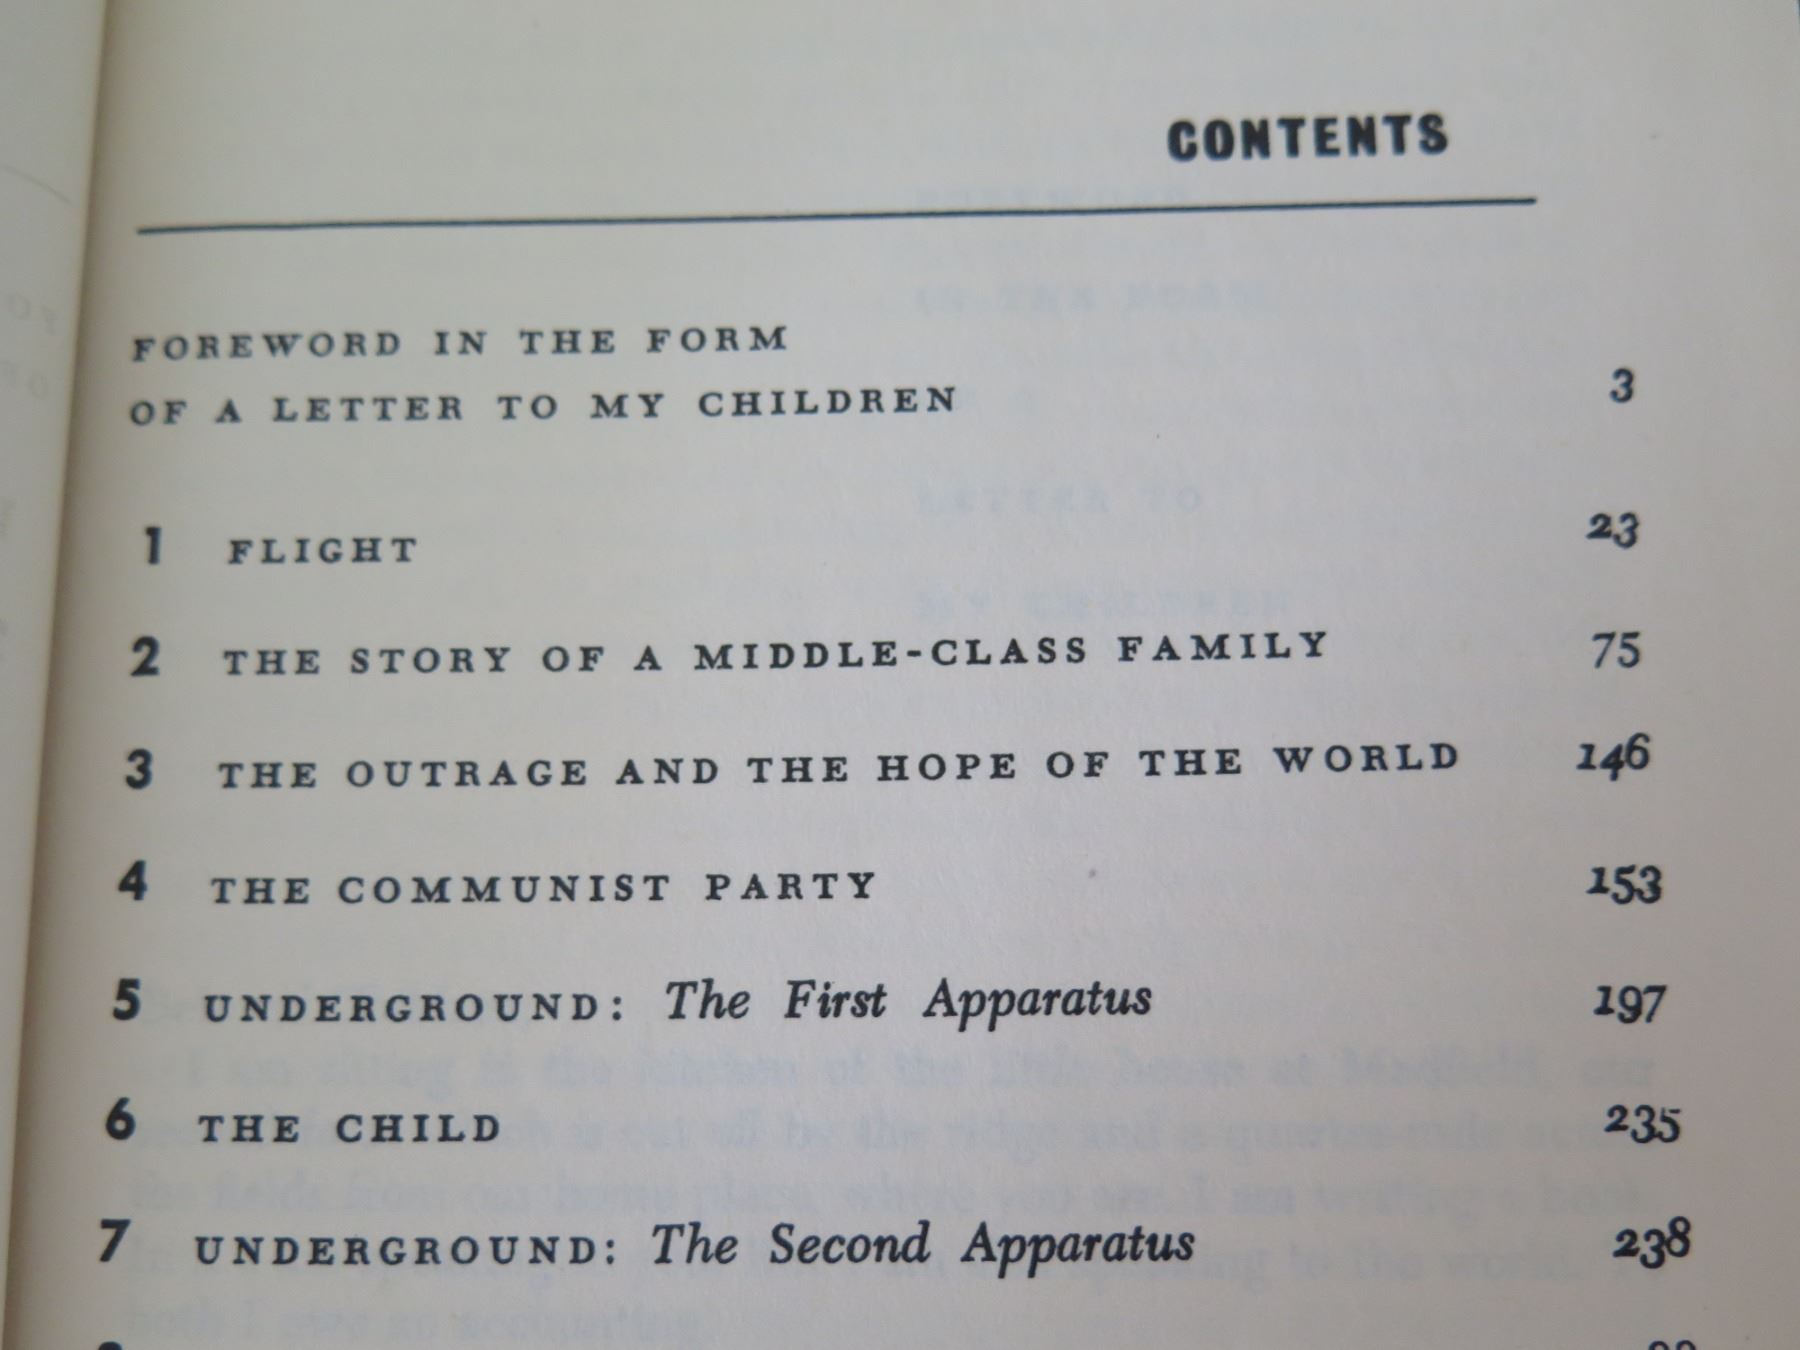 CONTENTS
FOREWORD IN THE FORM
OF A LETTER TO MY CHILDREN 3
1 FLIGHT 23
2 THE STORY OF A MIDDLE-CLASS FAMILY 75
3 THE OUTRAGE AND THE HOPE OF THE WORLD 146
4 THE COMMUNIST PARTY 153
5 UNDERGROUND: The First Apparatus 197
6 THE CHILD 235
7 UNDERGROUND: The Second Apparatus 238